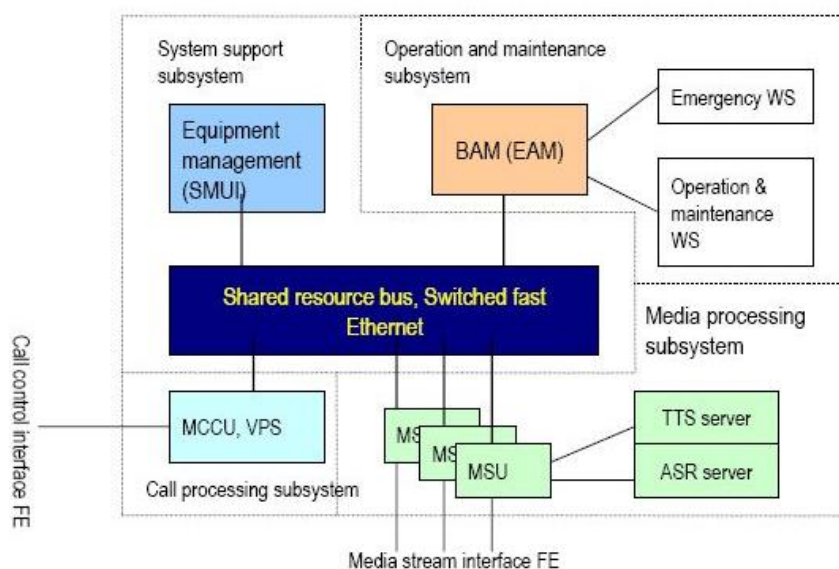 System support
subsystem
Operation and maintenance
subsystem
Equipment
management
(SMUI)
BAM (EAM)
Emergency WS
Operation &
maintenance
WS
Shared resource bus, Switched fast
Ethernet
Media processing
subsystem
Call control interface FE
MCCU, VPS
Call processing subsystem
MS
MS
MSU
TTS server
ASR server
Media stream interface FE